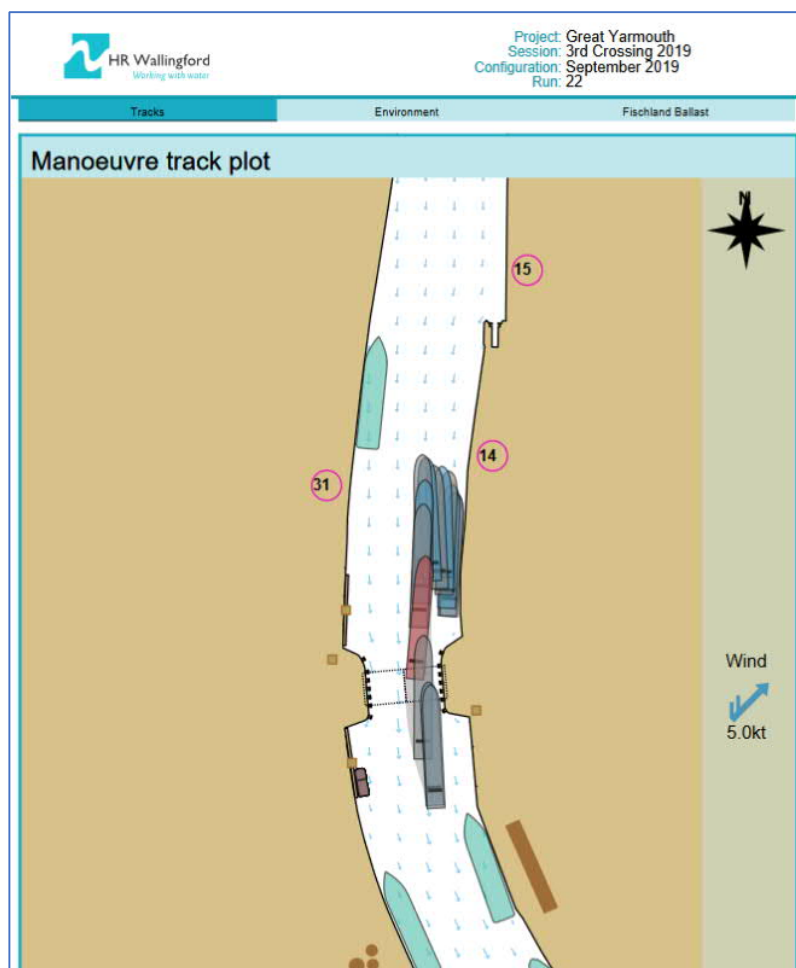 HR Wallingford
Working with water
Project: Great Yarmouth
Session: 3rd Crossing 2019
Configuration: September 2019
Run: 22
Tracks Environment Fischland Ballast
Manoeuvre track plot
N
15
14
31
Wind
5.0kt